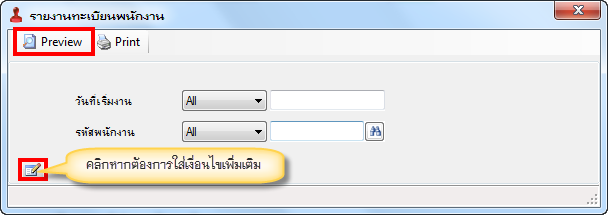 รายงานทะเบียนพนักงาน
Preview Print
วันที่เริ่มงาน All
รหัสพนักงาน All
คลิกหากต้องการใส่เงื่อนไขเพิ่มเติม